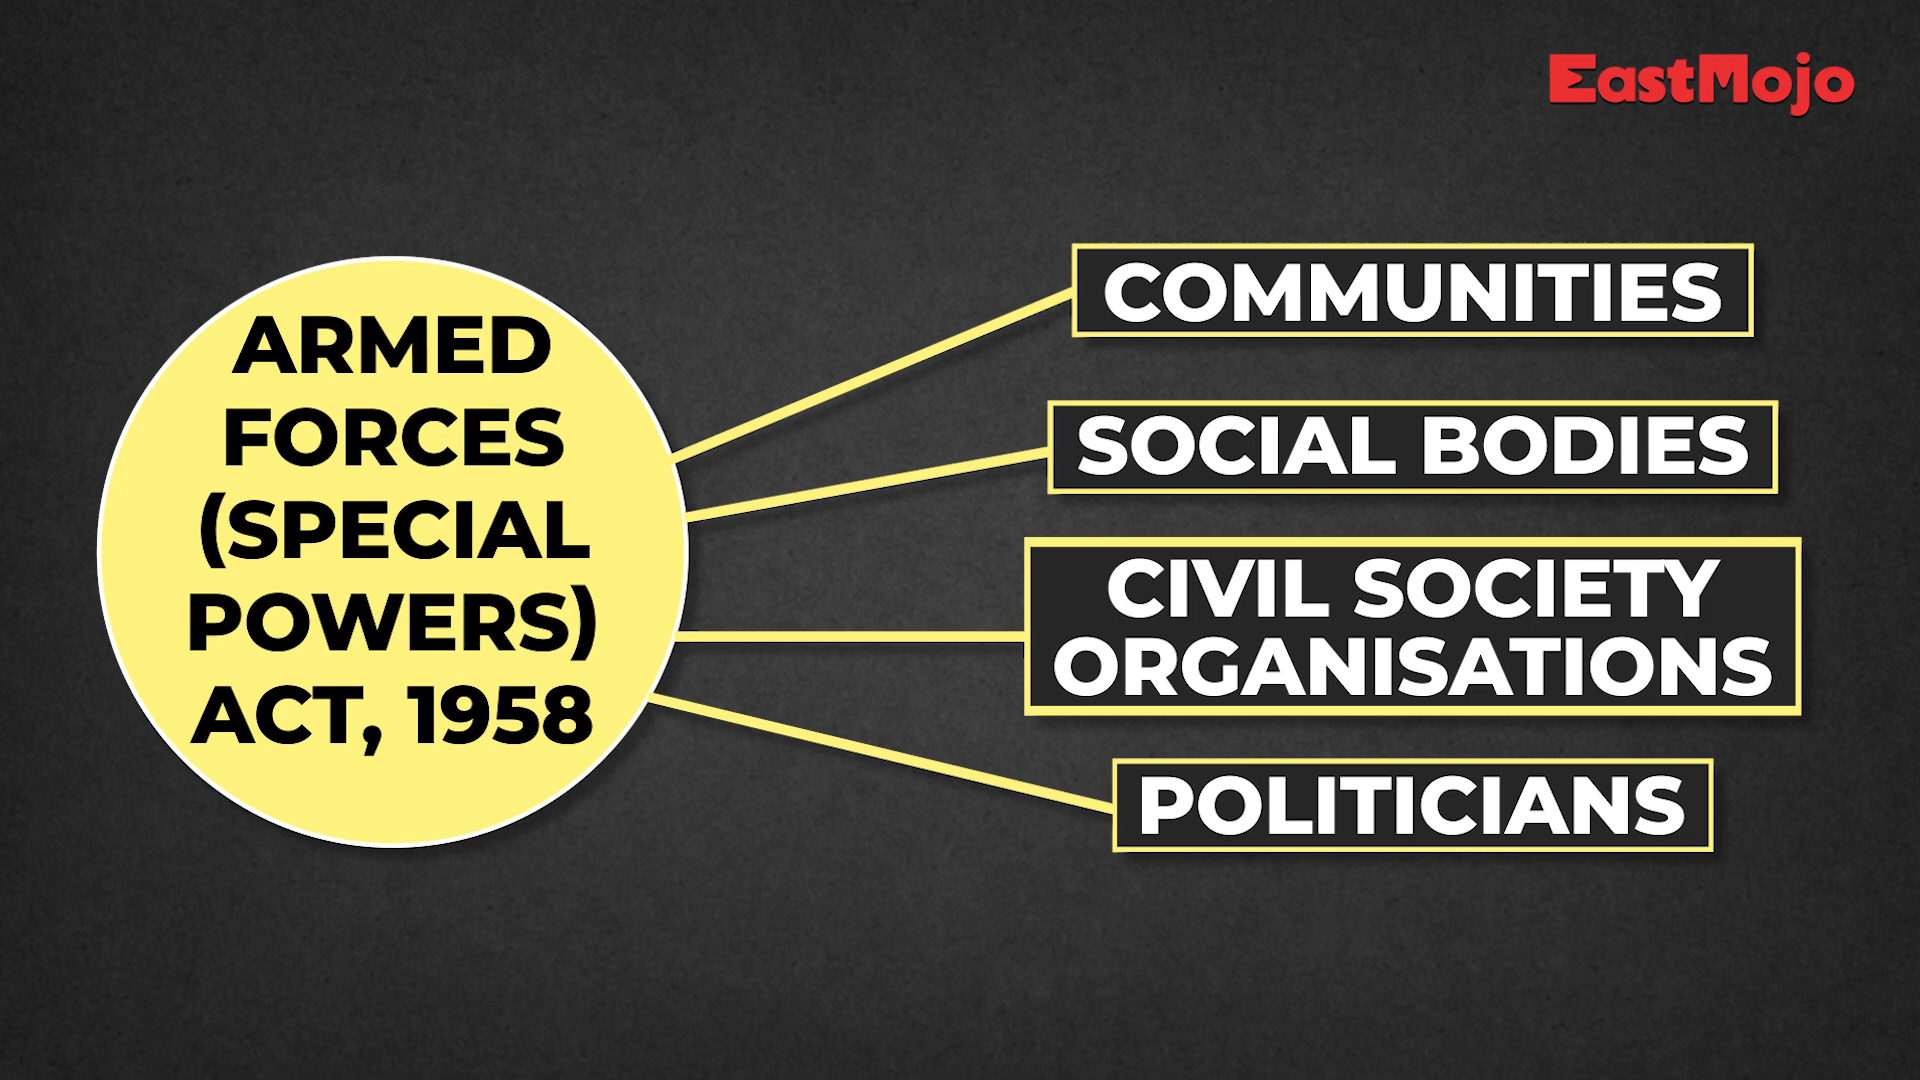 EastMojo
ARMED
FORCES
(SPECIAL
POWERS)
ACT, 1958
COMMUNITIES
SOCIAL BODIES
CIVIL SOCIETY
ORGANISATIONS
POLITICIANS